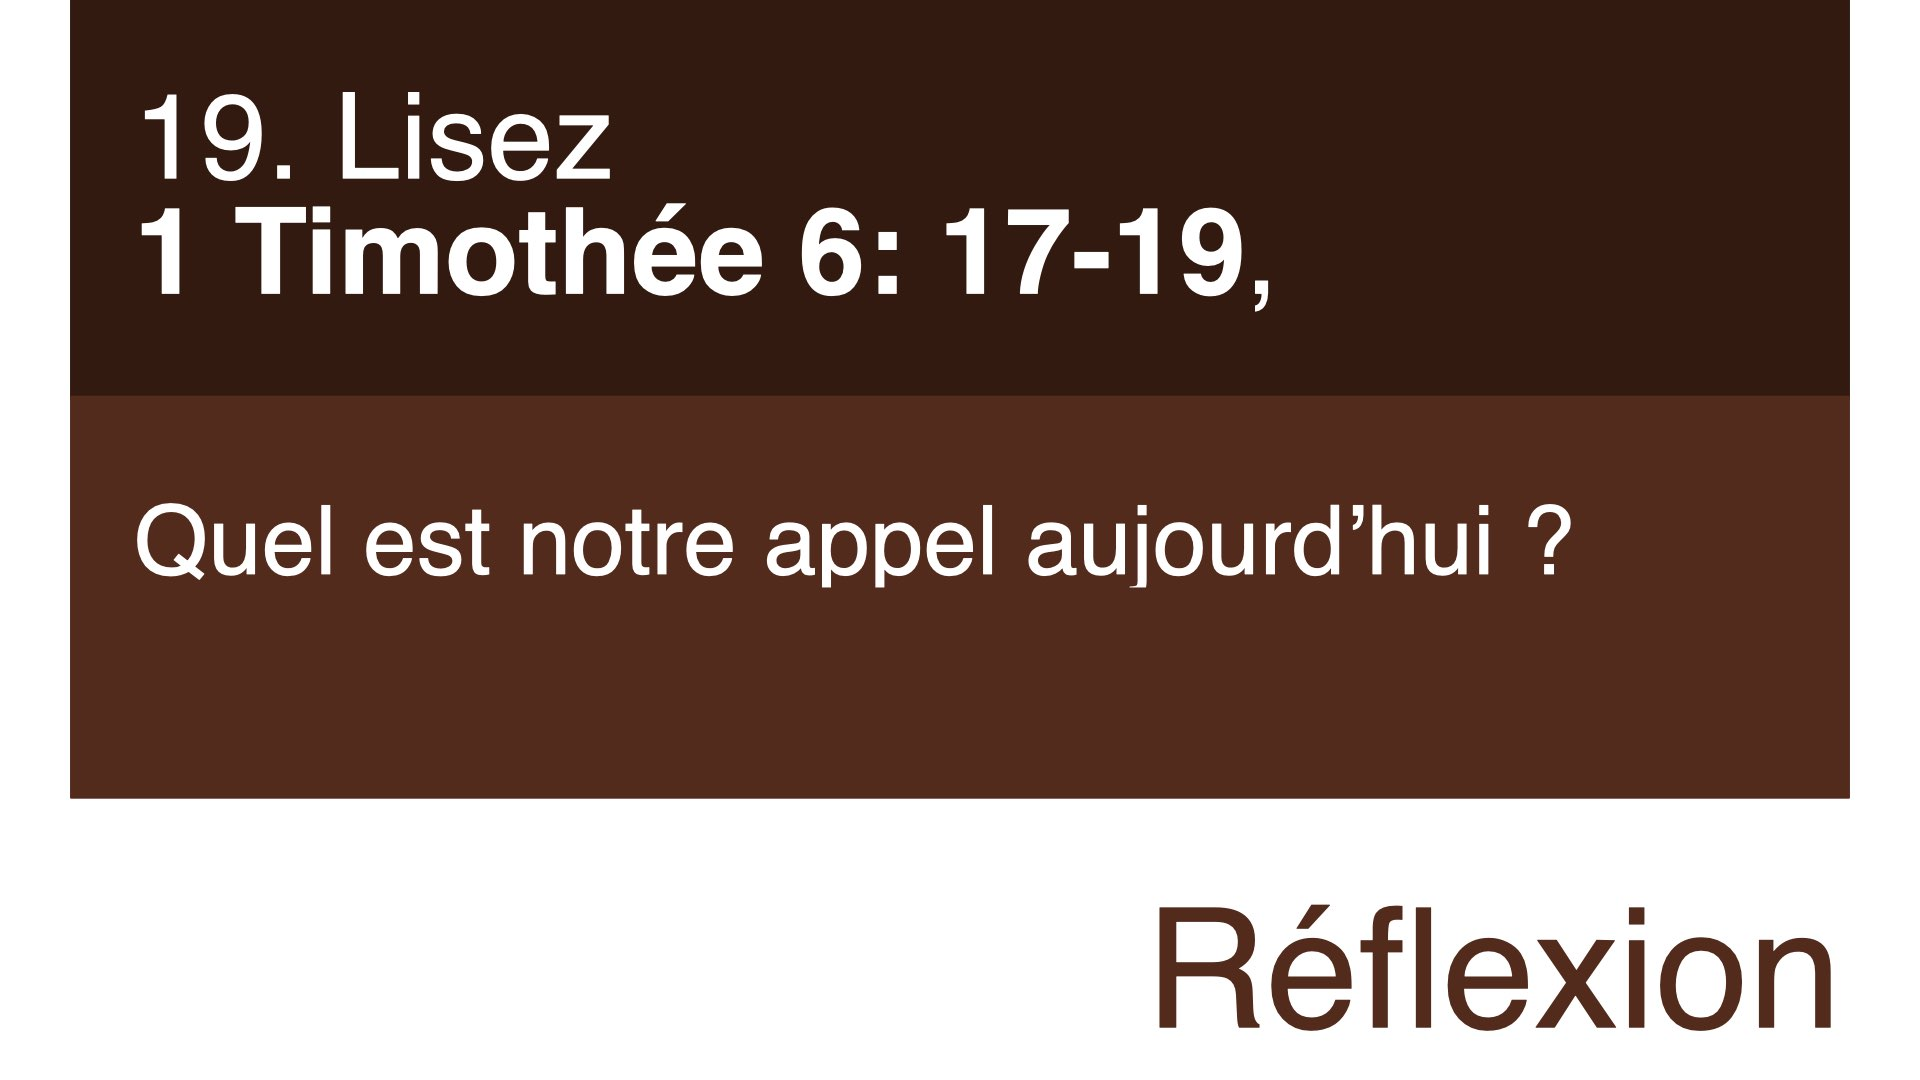 19. Lisez
1 Timothée 6: 17-19,
Quel est notre appel aujourd’hui ?
Réflexion